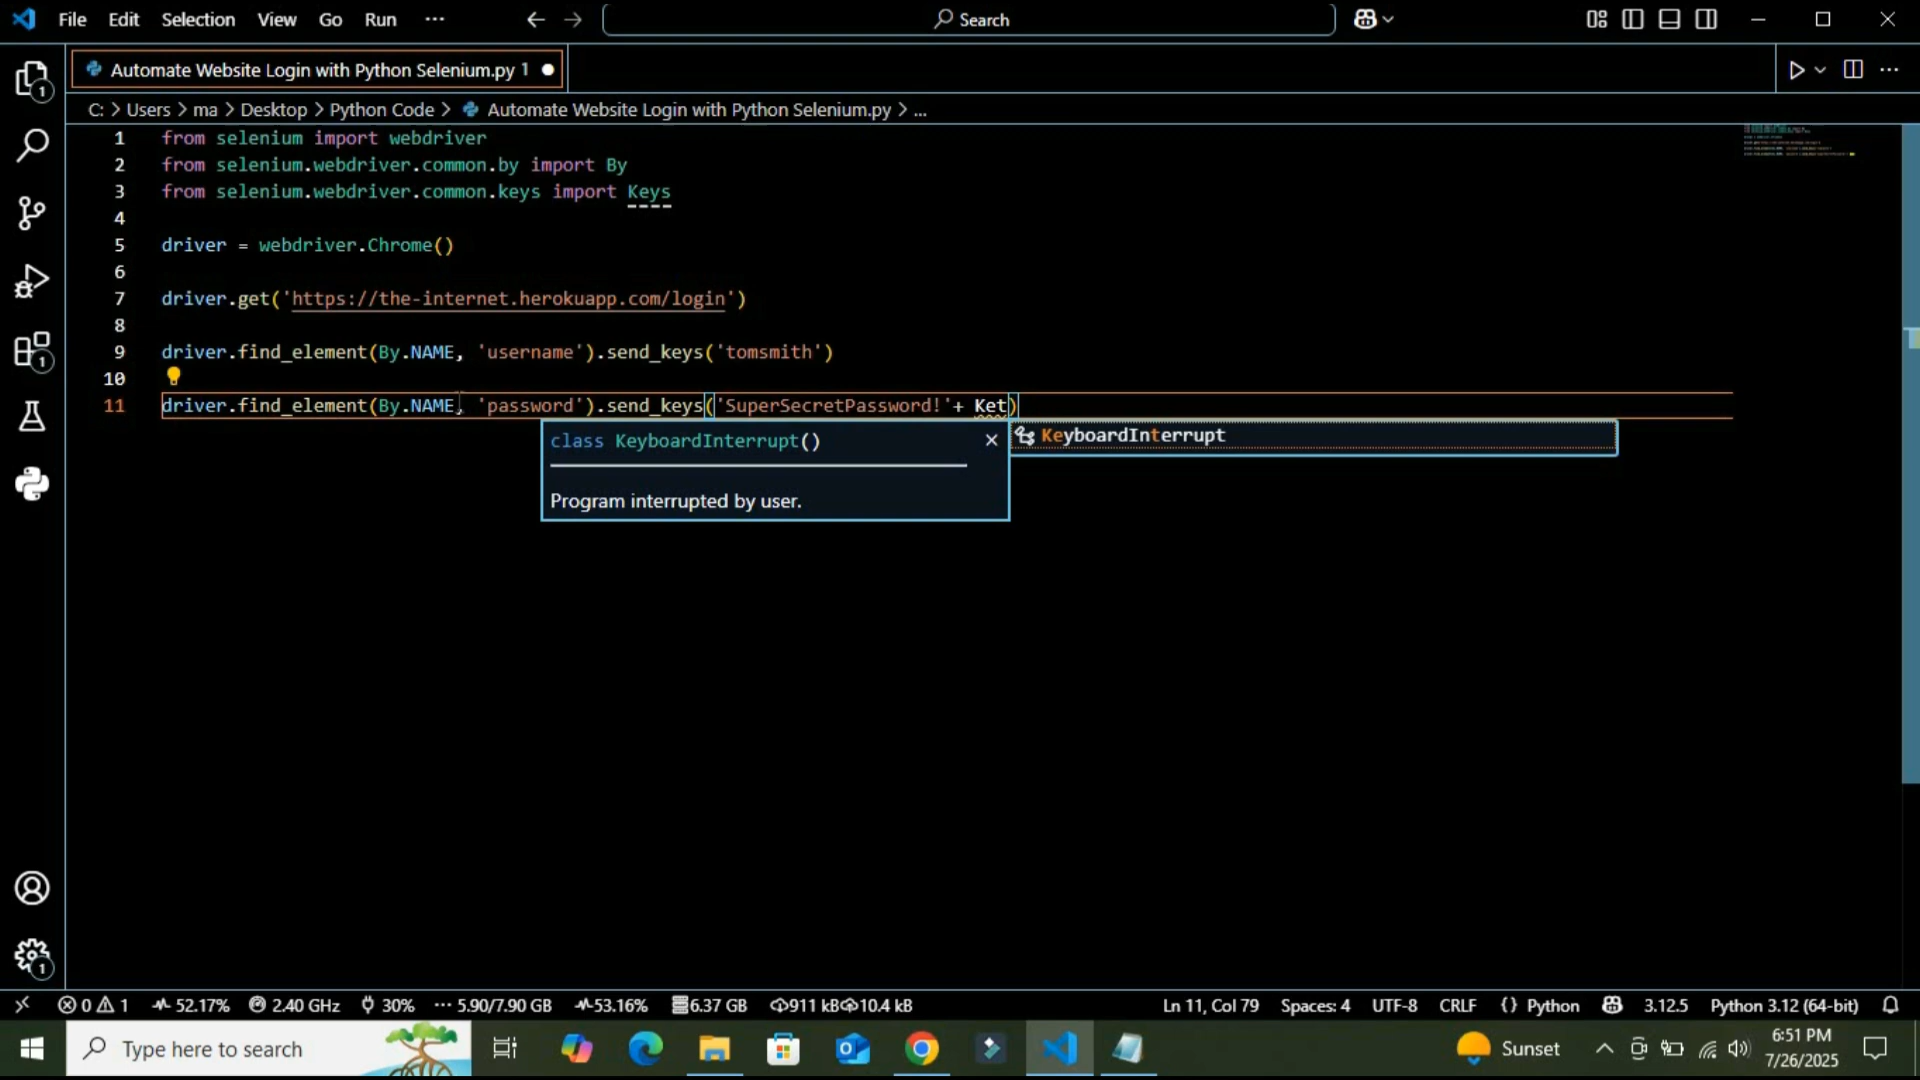 File Edit Selection View Go Run ··· Search
Automate Website Login with Python Selenium.py 1
C: > Users > ma > Desktop > Python Code > Automate Website Login with Python Selenium.py > ...
1 from selenium import webdriver
2 from selenium.webdriver.common.by import By
3 from selenium.webdriver.common.keys import Keys
4
5 driver = webdriver.Chrome()
6
7 driver.get('https://the-internet.herokuapp.com/login')
8
9 driver.find_element(By.NAME, 'username').send_keys('tomsmith')
10
11 driver.find_element(By.NAME, 'password').send_keys('SuperSecretPassword!'+ Ket)
class KeyboardInterrupt()
KeyboardInterrupt
Program interrupted by user.
1
1
1
0 1 52.17% 2.40 GHz 30% 5.90/7.90 GB 53.16% 6.37 GB 911 kB 10.4 kB Ln 11, Col 79 Spaces: 4 UTF-8 CRLF {} Python 3.12.5 Python 3.12 (64-bit)
Type here to search Sunset 6:51 PM
7/26/2025